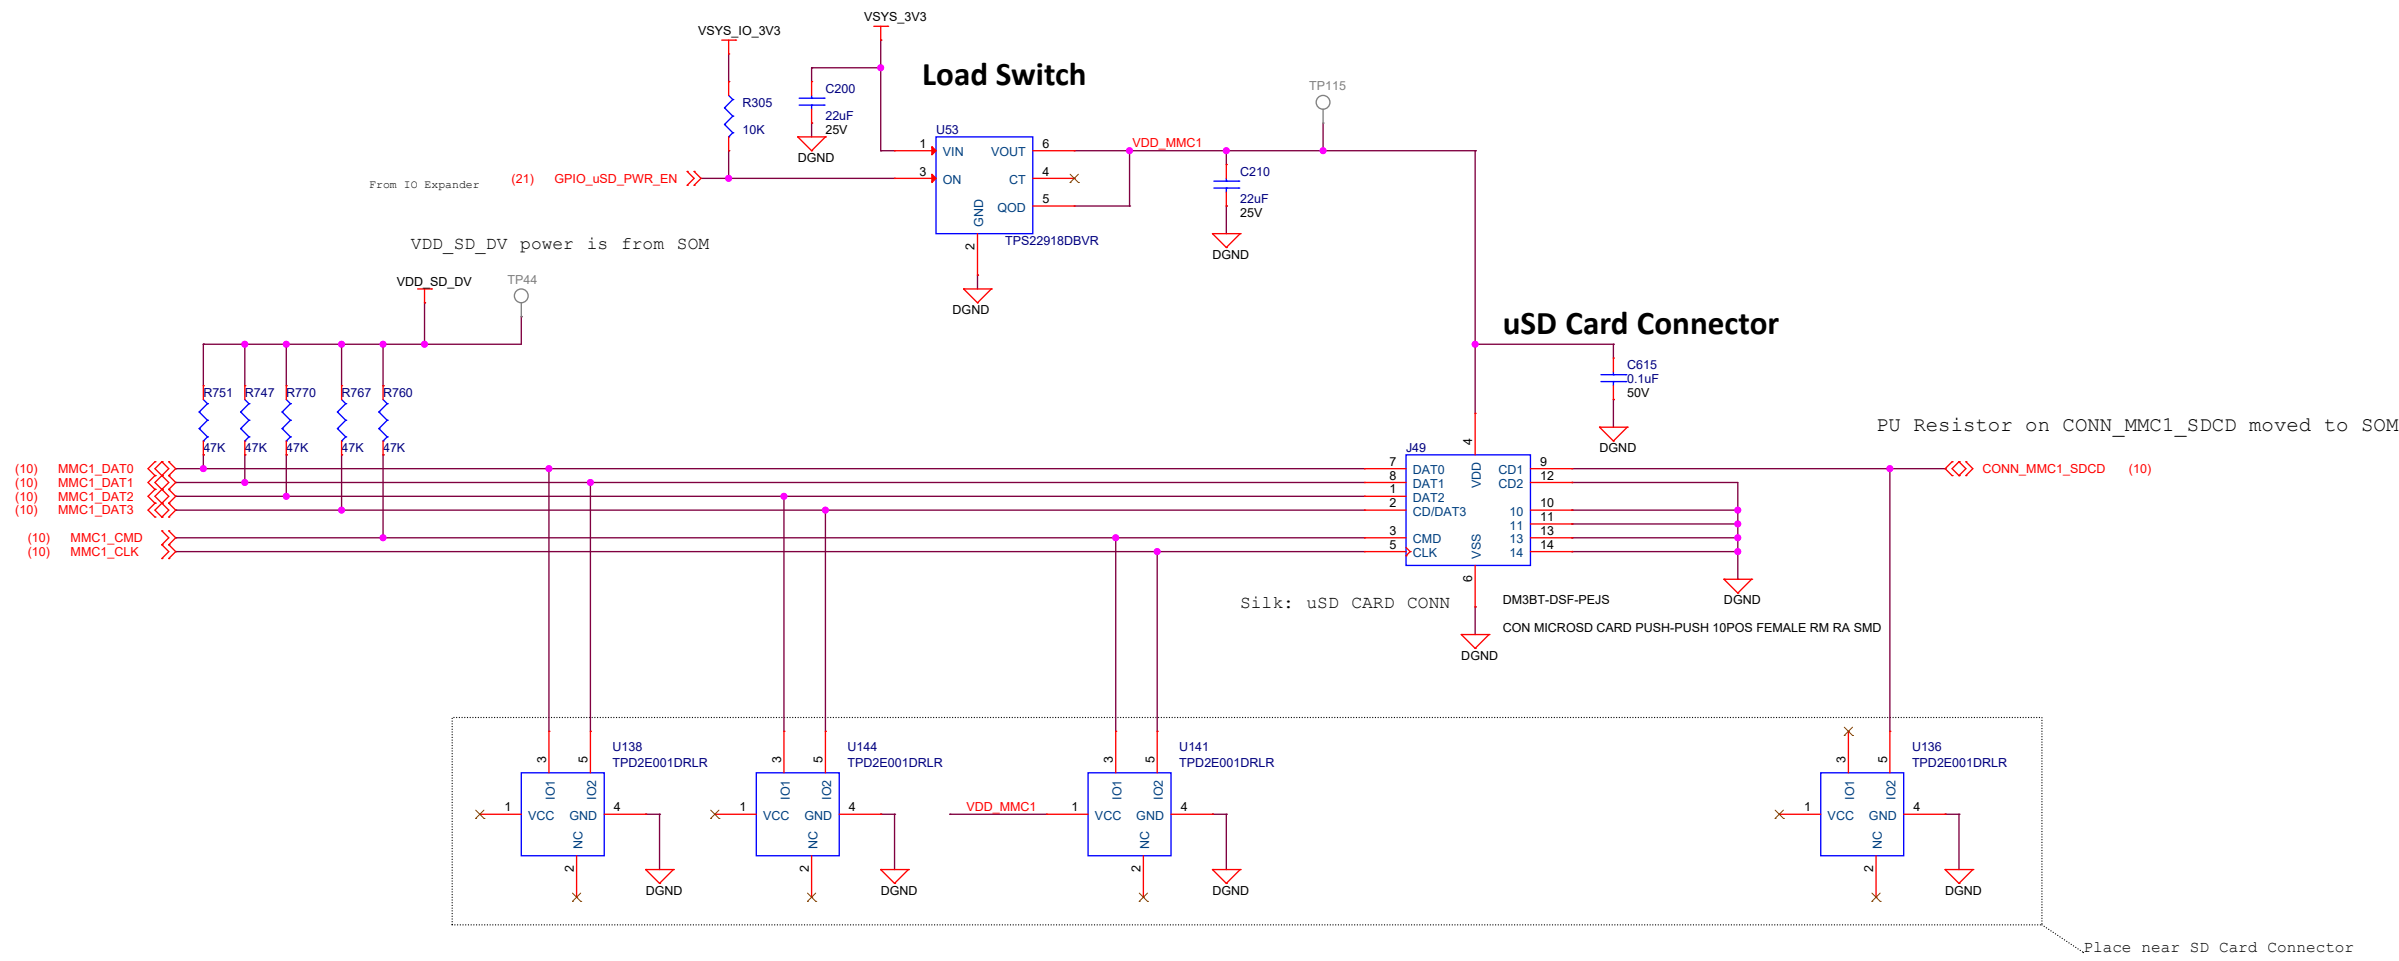 VSYS_3V3
VSYS_IO_3V3
Load Switch
R305
10K
C200
22uF
25V
DGND
TP115
U53
1 VIN VOUT 6
3 ON CT 4
QOD 5
GND
2
TPS22918DBVR
DGND
VDD_MMC1
C210
22uF
25V
DGND
From IO Expander (21) GPIO_uSD_PWR_EN
VDD_SD_DV power is from SOM
VDD_SD_DV
TP44
uSD Card Connector
C615
0.1uF
50V
DGND
R751 R747 R770 R767 R760
47K 47K 47K 47K 47K
PU Resistor on CONN_MMC1_SDCD moved to SOM
(10) MMC1_DAT0
(10) MMC1_DAT1
(10) MMC1_DAT2
(10) MMC1_DAT3
(10) MMC1_CMD
(10) MMC1_CLK
J49
4
VDD
7 DAT0 CD1 9
8 DAT1 CD2 12
1 DAT2
2 CD/DAT3 10 10
11 11
3 CMD 13 13
5 CLK 14 14
VSS
6
DGND
CONN_MMC1_SDCD (10)
DGND
Silk: uSD CARD CONN
DM3BT-DSF-PEJS
CON MICROSD CARD PUSH-PUSH 10POS FEMALE RM RA SMD
U138
TPD2E001DRLR
3 5
IO1 IO2
1 VCC GND 4
NC
2
DGND
U144
TPD2E001DRLR
3 5
IO1 IO2
1 VCC GND 4
NC
2
DGND
U141
TPD2E001DRLR
3 5
IO1 IO2
VDD_MMC1 1 VCC GND 4
NC
2
DGND
U136
TPD2E001DRLR
3 5
IO1 IO2
1 VCC GND 4
NC
2
DGND
Place near SD Card Connector